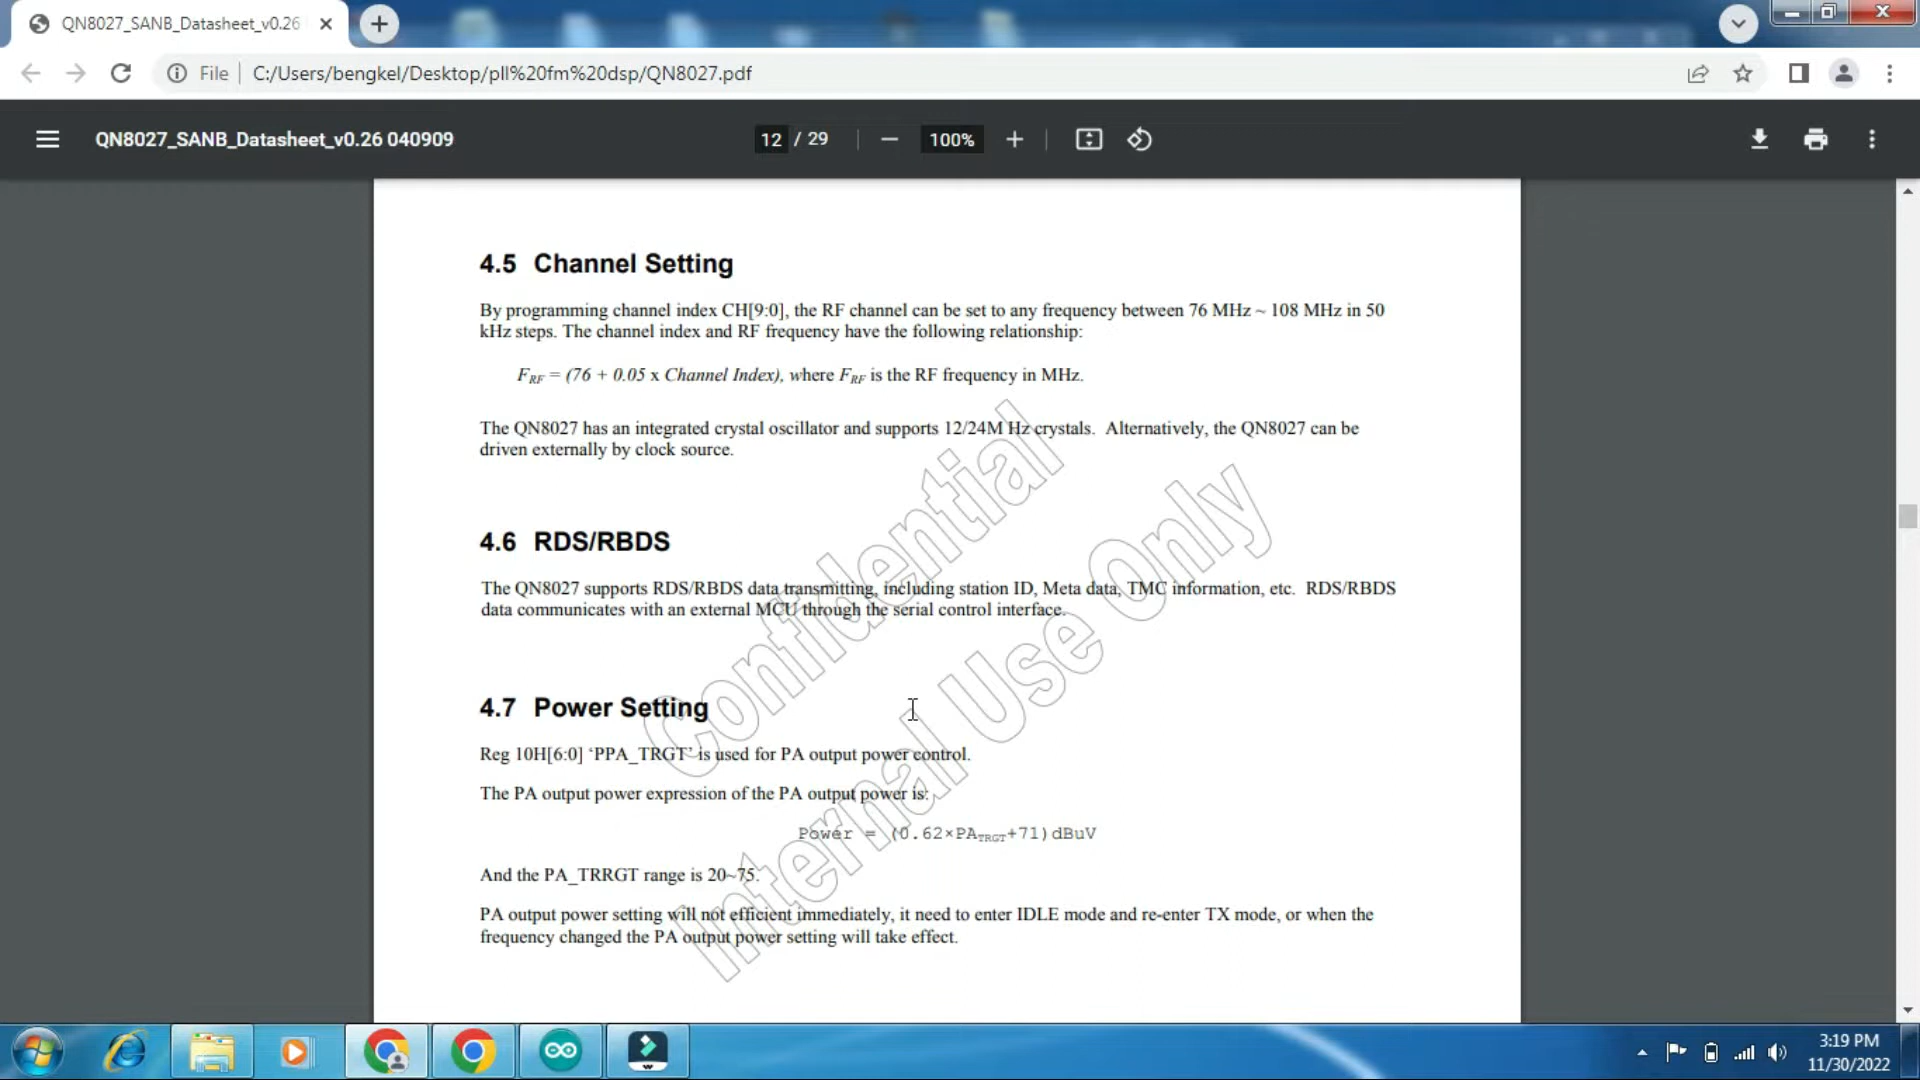 QN8027_SANB_Datasheet_v0.26
File
C:/Users/bengkel/Desktop/pll%20fm%20dsp/QN8027.pdf
QN8027_SANB_Datasheet_v0.26 040909
12 / 29
100%
4.5 Channel Setting
By programming channel index CH[9:0], the RF channel can be set to any frequency between 76 MHz ~ 108 MHz in 50
kHz steps. The channel index and RF frequency have the following relationship:
FRF = (76 + 0.05 x Channel Index), where FRF is the RF frequency in MHz.
The QN8027 has an integrated crystal oscillator and supports 12/24M Hz crystals. Alternatively, the QN8027 can be
driven externally by clock source.
4.6 RDS/RBDS
The QN8027 supports RDS/RBDS data transmitting, including station ID, Meta data, TMC information, etc. RDS/RBDS
data communicates with an external MCU through the serial control interface.
4.7 Power Setting
Reg 10H[6:0] ‘PPA_TRGT’ is used for PA output power control.
The PA output power expression of the PA output power is:
Power = (0.62×PATRGT+71)dBuV
And the PA_TRRGT range is 20~75.
PA output power setting will not efficient immediately, it need to enter IDLE mode and re-enter TX mode, or when the
frequency changed the PA output power setting will take effect.
Confidential
Internal Use Only
3:19 PM
11/30/2022